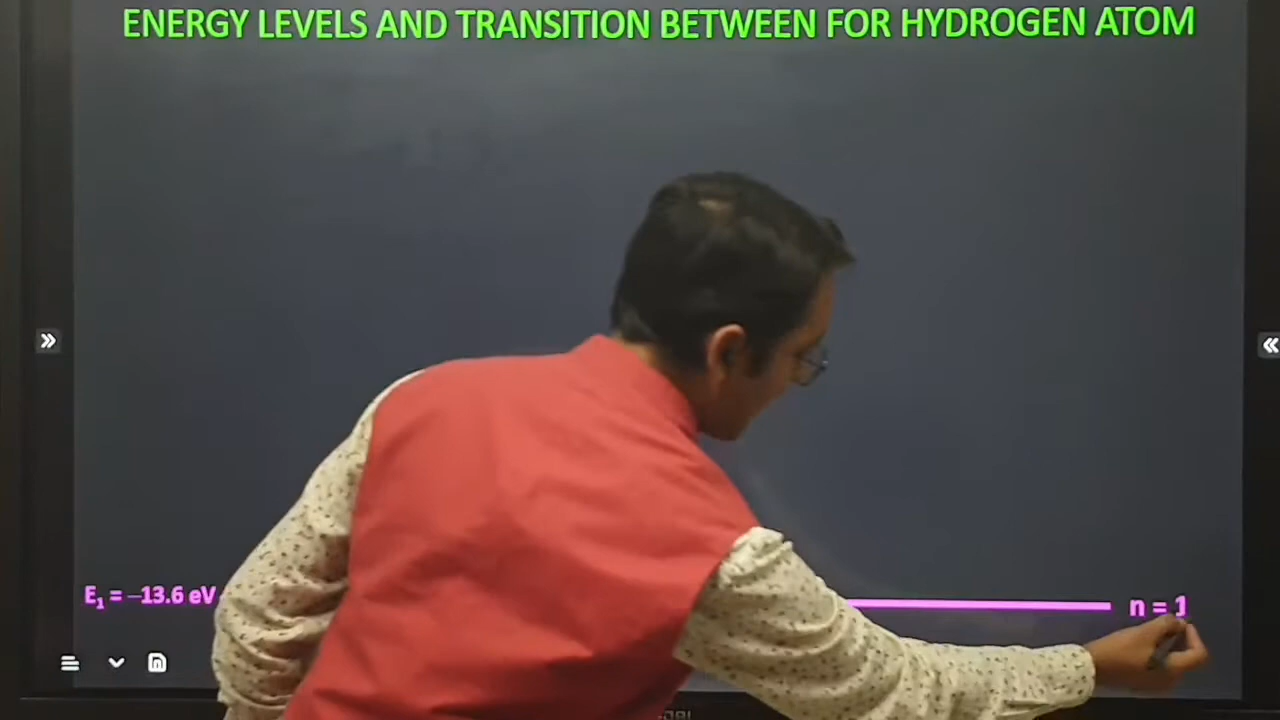 ENERGY LEVELS AND TRANSITION BETWEEN FOR HYDROGEN ATOM
E₁ = –13.6 eV
n = 1